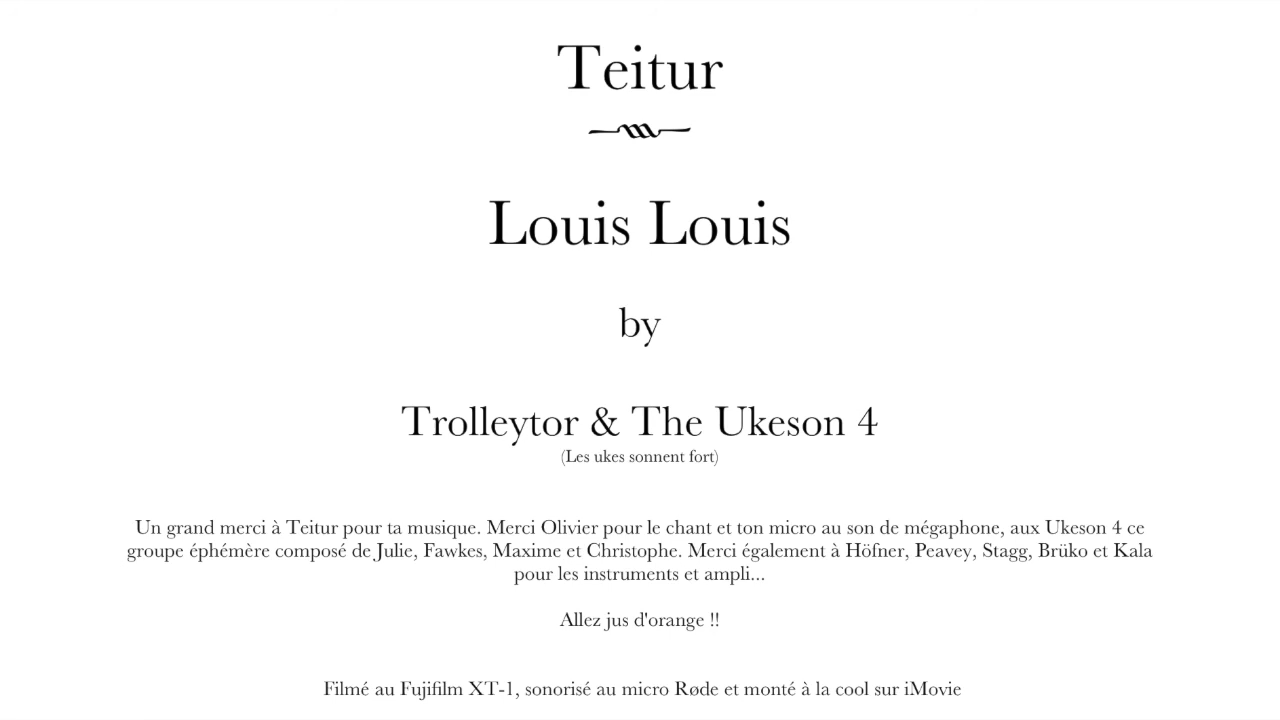 Teitur
Louis Louis
by
Trolleytor & The Ukeson 4
(Les ukes sonnent fort)
Un grand merci à Teitur pour ta musique. Merci Olivier pour le chant et ton micro au son de mégaphone, aux Ukeson 4 ce
groupe éphémère composé de Julie, Fawkes, Maxime et Christophe. Merci également à Höfner, Peavey, Stagg, Brüko et Kala
pour les instruments et ampli...
Allez jus d'orange !!
Filmé au Fujifilm XT-1, sonorisé au micro Røde et monté à la cool sur iMovie